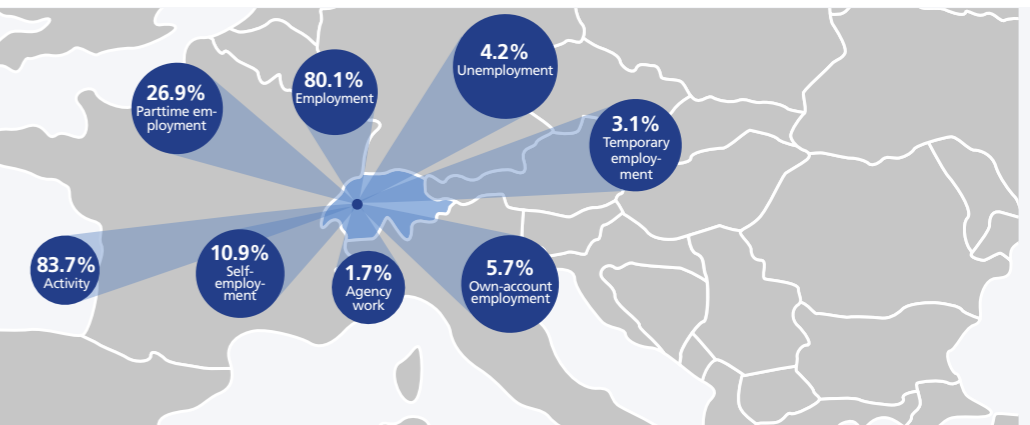 4.2%
Unemployment
80.1%
Employment
26.9%
Parttime em-
ployment
3.1%
Temporary
employ-
ment
83.7%
Activity
10.9%
Self-
employ-
ment
1.7%
Agency
work
5.7%
Own-account
employment